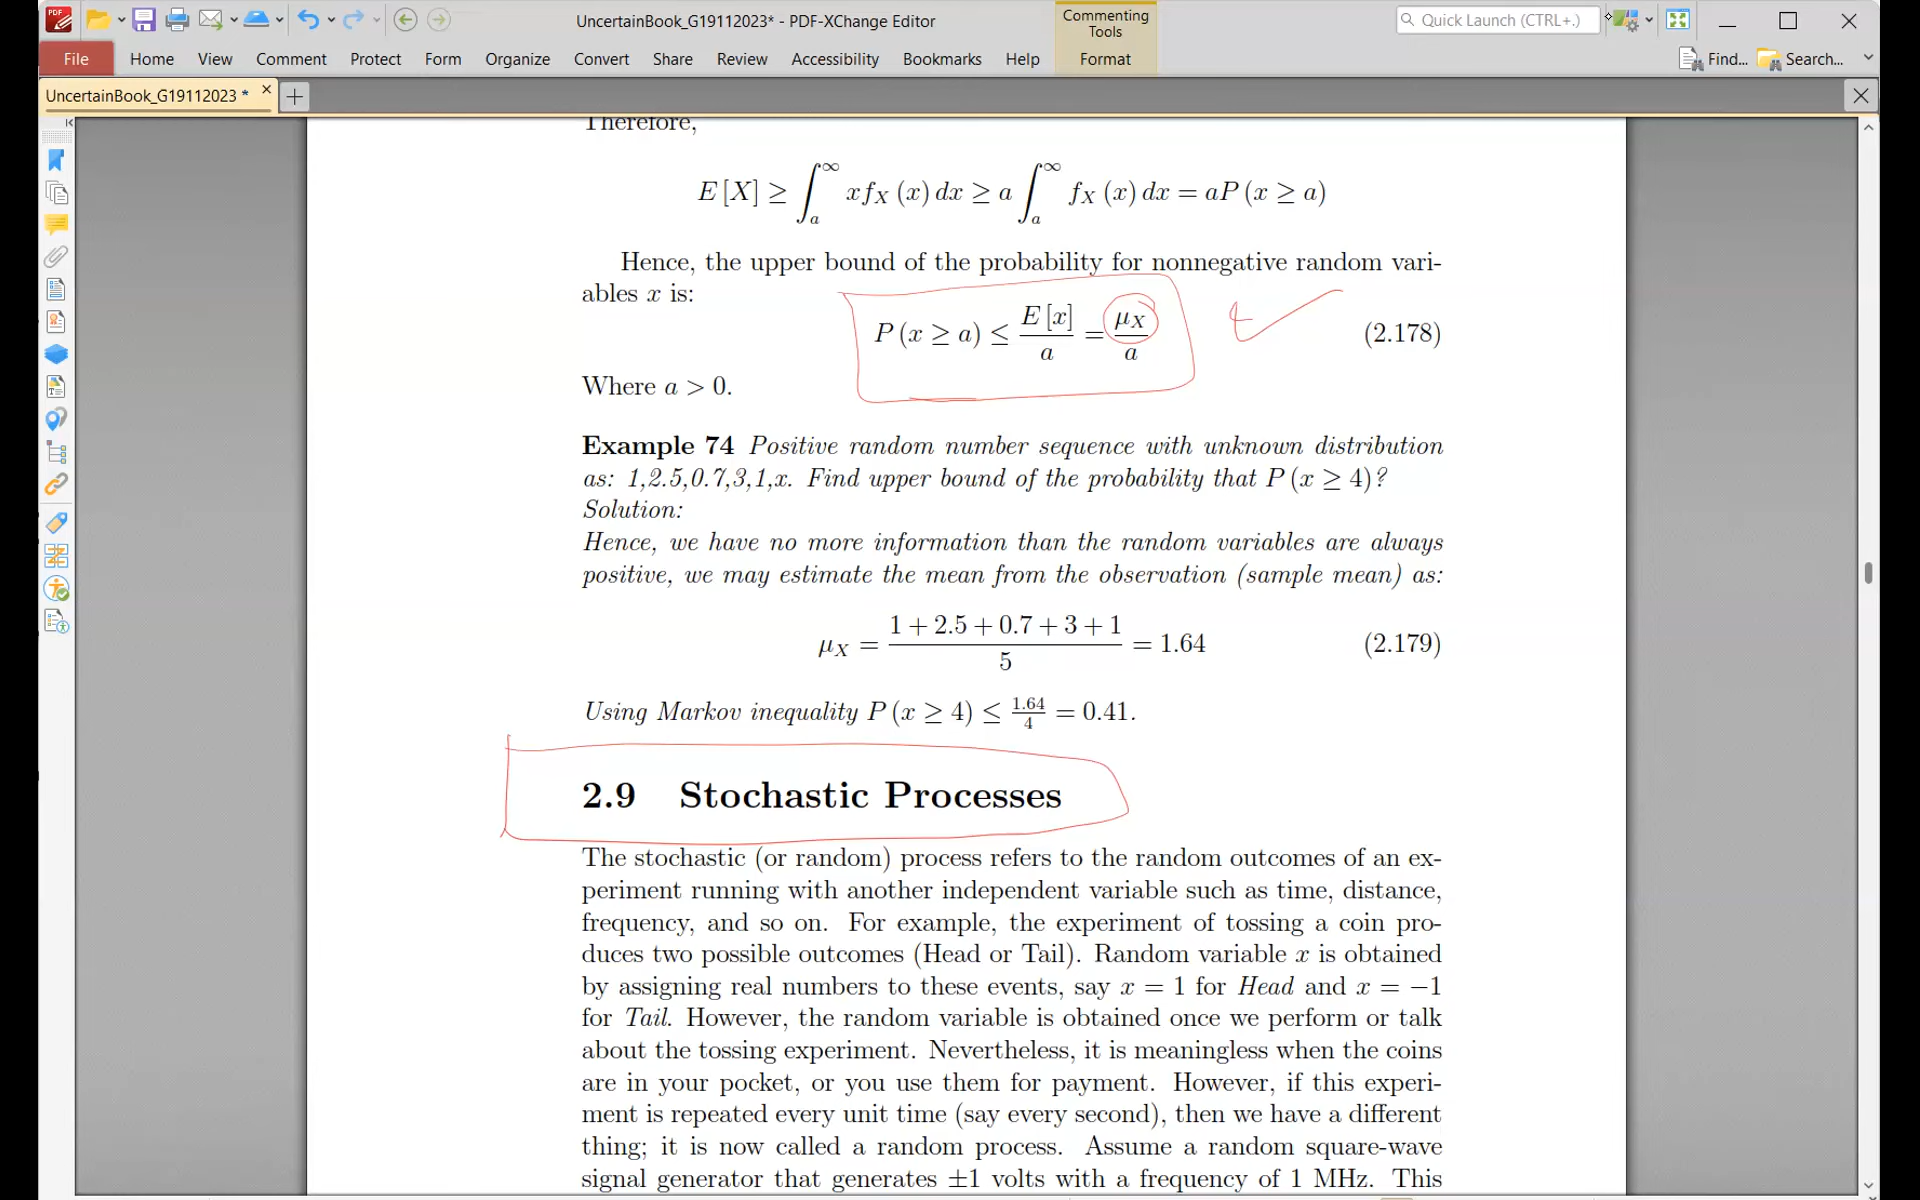 UncertainBook_G19112023* - PDF-XChange Editor
Commenting
Tools
Quick Launch (CTRL+.)
File Home View Comment Protect Form Organize Convert Share Review Accessibility Bookmarks Help Format Find... Search...
UncertainBook_G19112023 *
Therefore,
E [X] ≥ ∫_a^∞ x f_X (x) dx ≥ a ∫_a^∞ f_X (x) dx = aP (x ≥ a)
Hence, the upper bound of the probability for nonnegative random vari-
ables x is:
P (x ≥ a) ≤ E [x] / a = μ_X / a (2.178)
Where a > 0.
Example 74 Positive random number sequence with unknown distribution
as: 1,2.5,0.7,3,1,x. Find upper bound of the probability that P (x ≥ 4)?
Solution:
Hence, we have no more information than the random variables are always
positive, we may estimate the mean from the observation (sample mean) as:
μ_X = (1 + 2.5 + 0.7 + 3 + 1) / 5 = 1.64 (2.179)
Using Markov inequality P (x ≥ 4) ≤ 1.64/4 = 0.41.
2.9 Stochastic Processes
The stochastic (or random) process refers to the random outcomes of an ex-
periment running with another independent variable such as time, distance,
frequency, and so on. For example, the experiment of tossing a coin pro-
duces two possible outcomes (Head or Tail). Random variable x is obtained
by assigning real numbers to these events, say x = 1 for Head and x = −1
for Tail. However, the random variable is obtained once we perform or talk
about the tossing experiment. Nevertheless, it is meaningless when the coins
are in your pocket, or you use them for payment. However, if this experi-
ment is repeated every unit time (say every second), then we have a different
thing; it is now called a random process. Assume a random square-wave
signal generator that generates ±1 volts with a frequency of 1 MHz. This